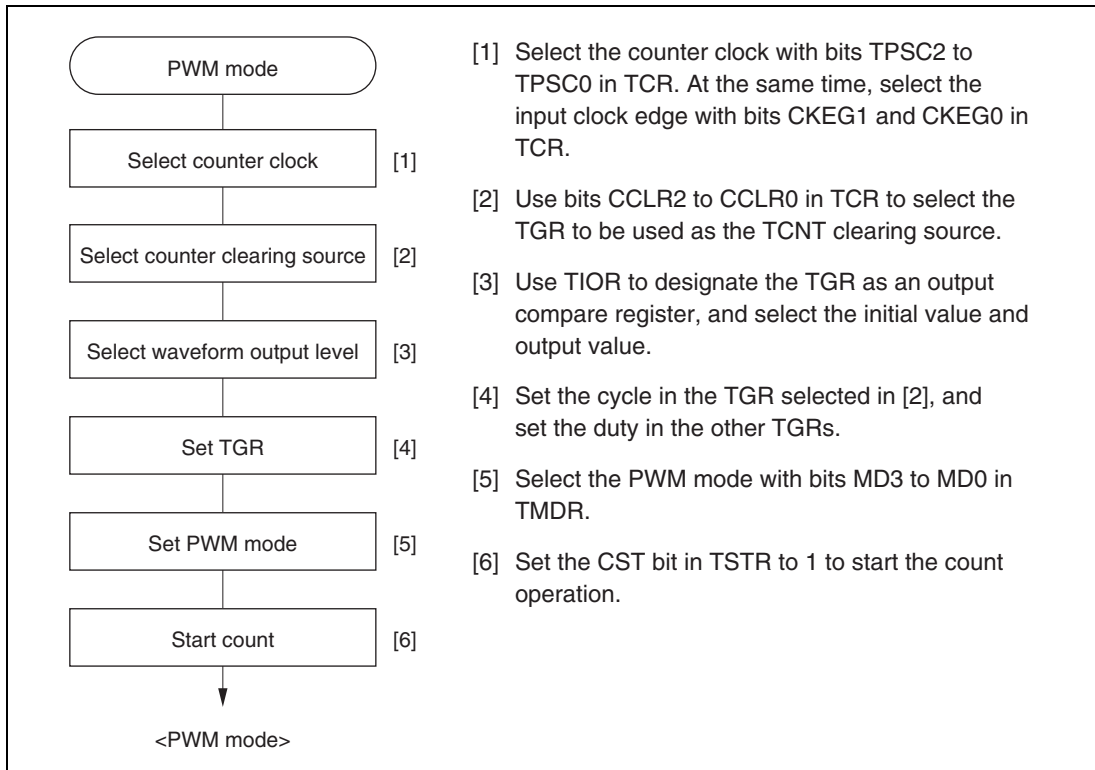 PWM mode
Select counter clock [1]
Select counter clearing source [2]
Select waveform output level [3]
Set TGR [4]
Set PWM mode [5]
Start count [6]
<PWM mode>
[1] Select the counter clock with bits TPSC2 to
TPSC0 in TCR. At the same time, select the
input clock edge with bits CKEG1 and CKEG0 in
TCR.
[2] Use bits CCLR2 to CCLR0 in TCR to select the
TGR to be used as the TCNT clearing source.
[3] Use TIOR to designate the TGR as an output
compare register, and select the initial value and
output value.
[4] Set the cycle in the TGR selected in [2], and
set the duty in the other TGRs.
[5] Select the PWM mode with bits MD3 to MD0 in
TMDR.
[6] Set the CST bit in TSTR to 1 to start the count
operation.